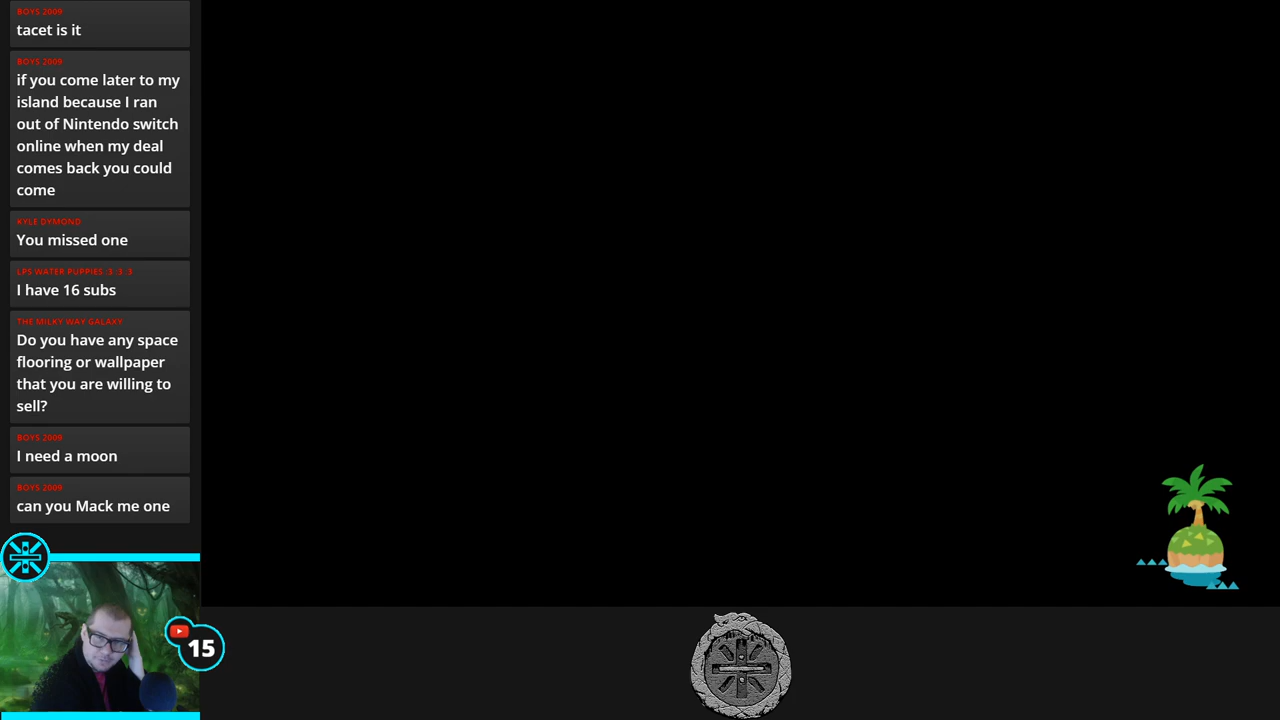 BOYS 2009
tacet is it
BOYS 2009
if you come later to my
island because I ran
out of Nintendo switch
online when my deal
comes back you could
come
KYLE DYMOND
You missed one
LPS WATER PUPPIES :3 :3 :3
I have 16 subs
THE MILKY WAY GALAXY
Do you have any space
flooring or wallpaper
that you are willing to
sell?
BOYS 2009
I need a moon
BOYS 2009
can you Mack me one
15